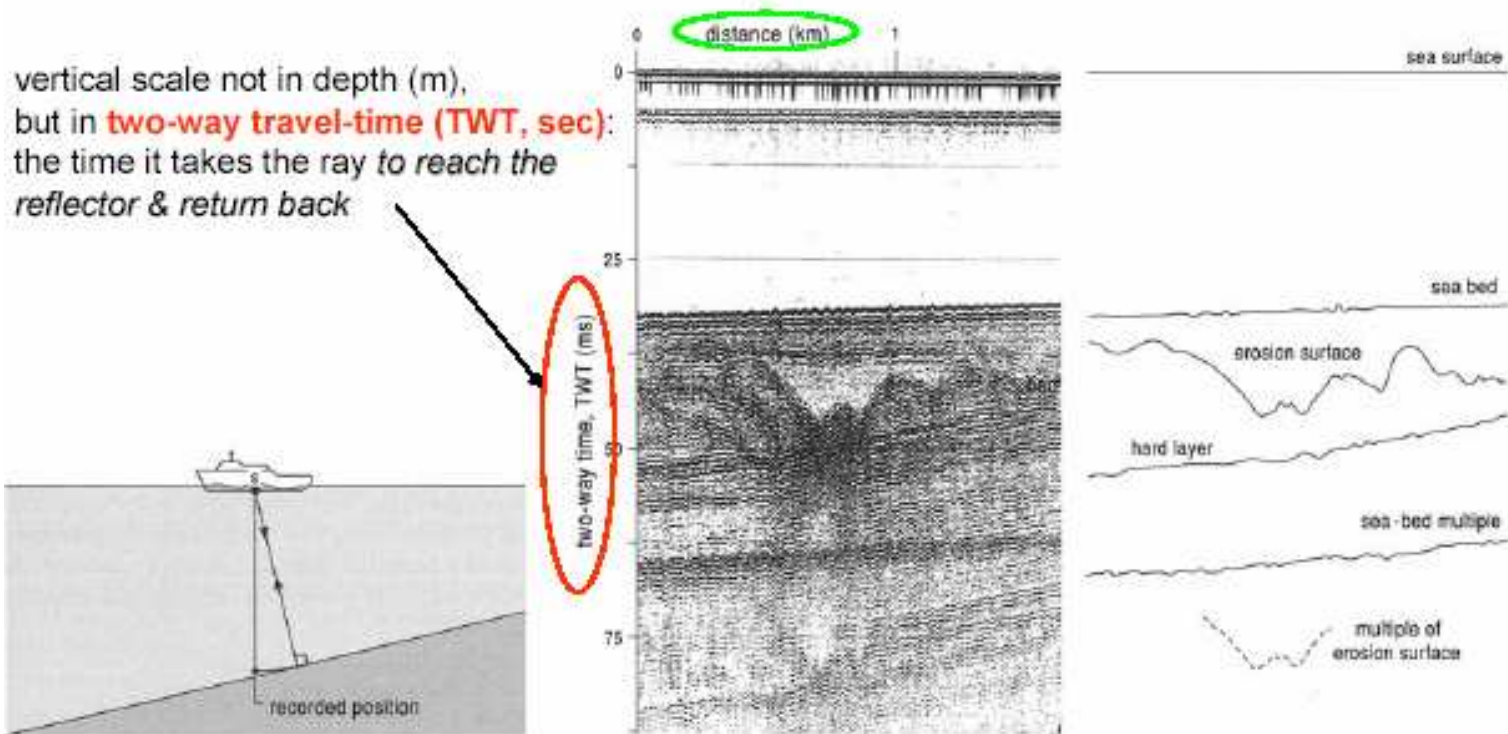 vertical scale not in depth (m),
but in two-way travel-time (TWT, sec):
the time it takes the ray to reach the
reflector & return back
0 distance (km) 1
0
25
two-way time, TWT (ms)
50
75
sea surface
sea bed
erosion surface
hard layer
sea-bed multiple
multiple of
erosion surface
s
recorded position